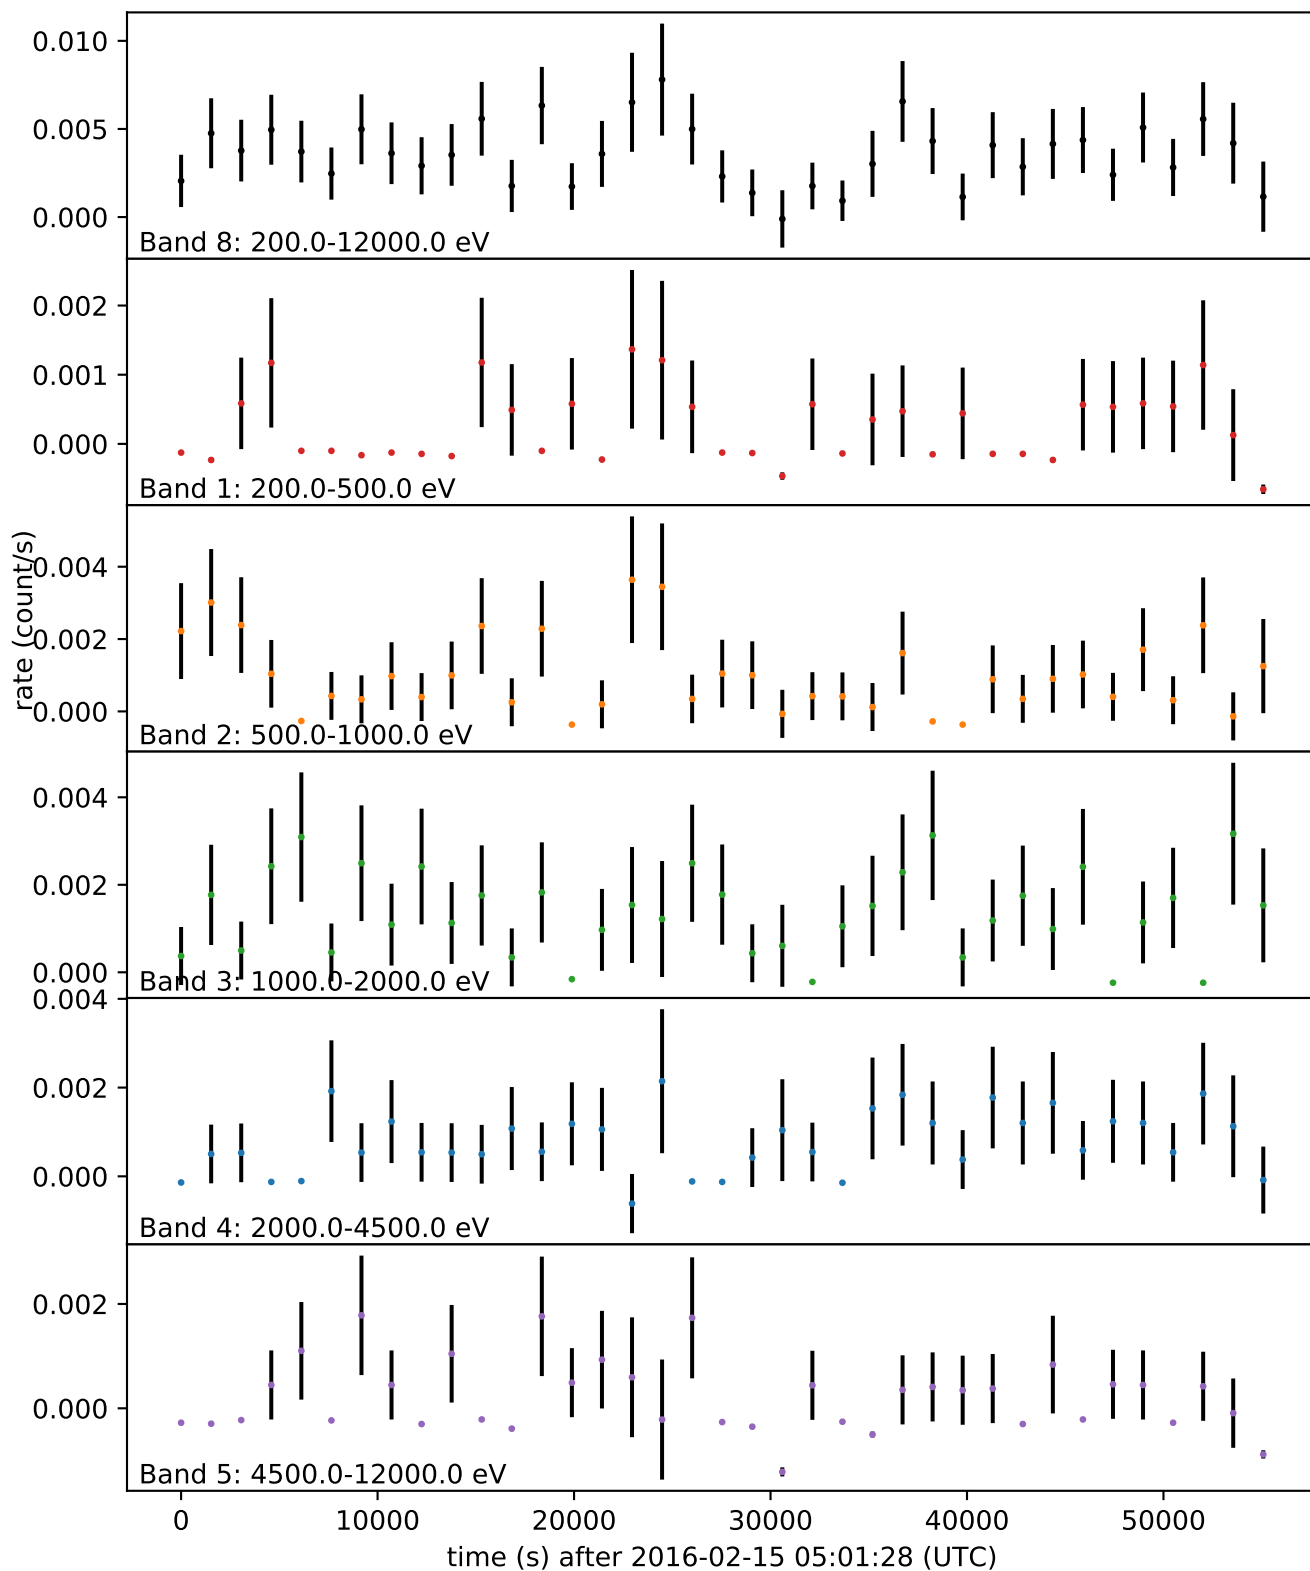 0.010
0.005
0.000
Band 8: 200.0-12000.0 eV
0.002
0.001
0.000
Band 1: 200.0-500.0 eV
rate (count/s)
0.004
0.002
0.000
Band 2: 500.0-1000.0 eV
0.004
0.002
0.000
Band 3: 1000.0-2000.0 eV
0.004
0.002
0.000
Band 4: 2000.0-4500.0 eV
0.002
0.000
Band 5: 4500.0-12000.0 eV
0 10000 20000 30000 40000 50000
time (s) after 2016-02-15 05:01:28 (UTC)